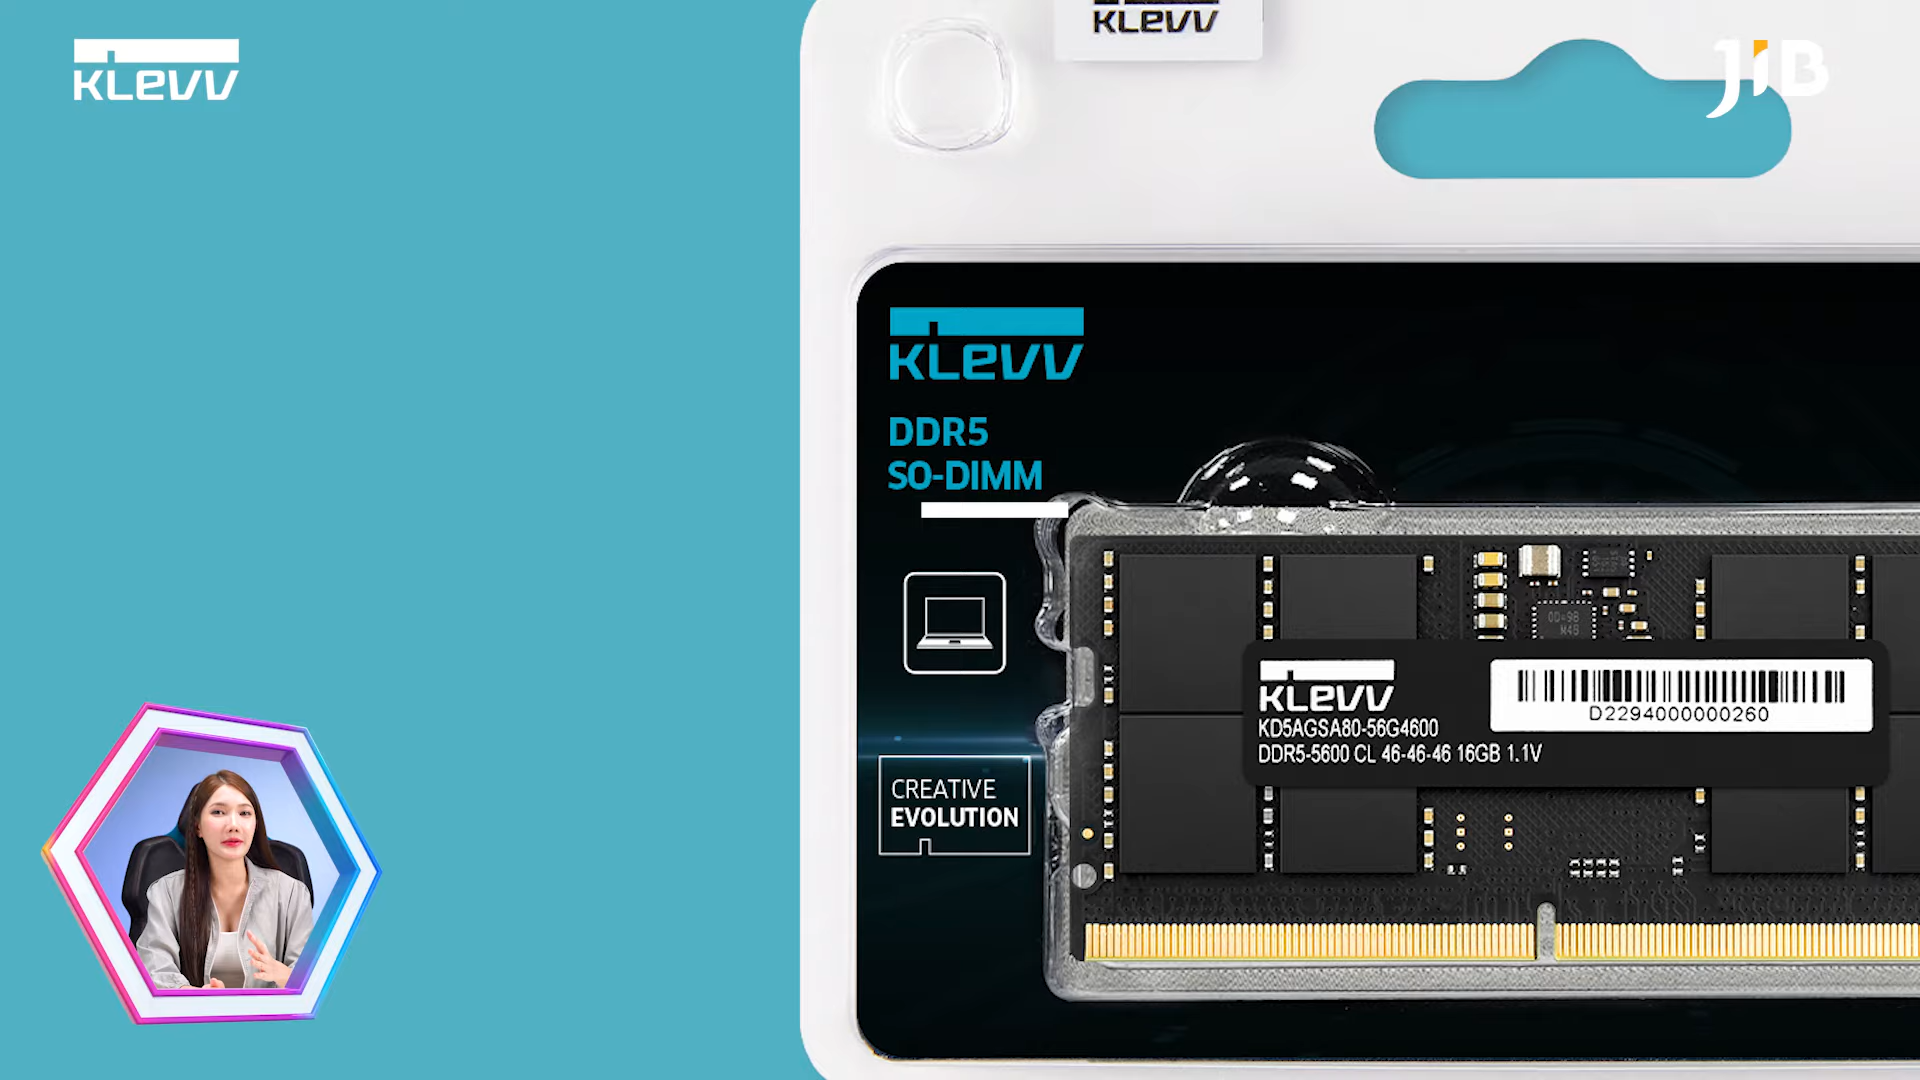 KLEVV
KLEVV
JIB
KLEVV
DDR5
SO-DIMM
CREATIVE
EVOLUTION
KLEVV
KD5AGSA80-56G4600
DDR5-5600 CL 46-46-46 16GB 1.1V
D2294000000260